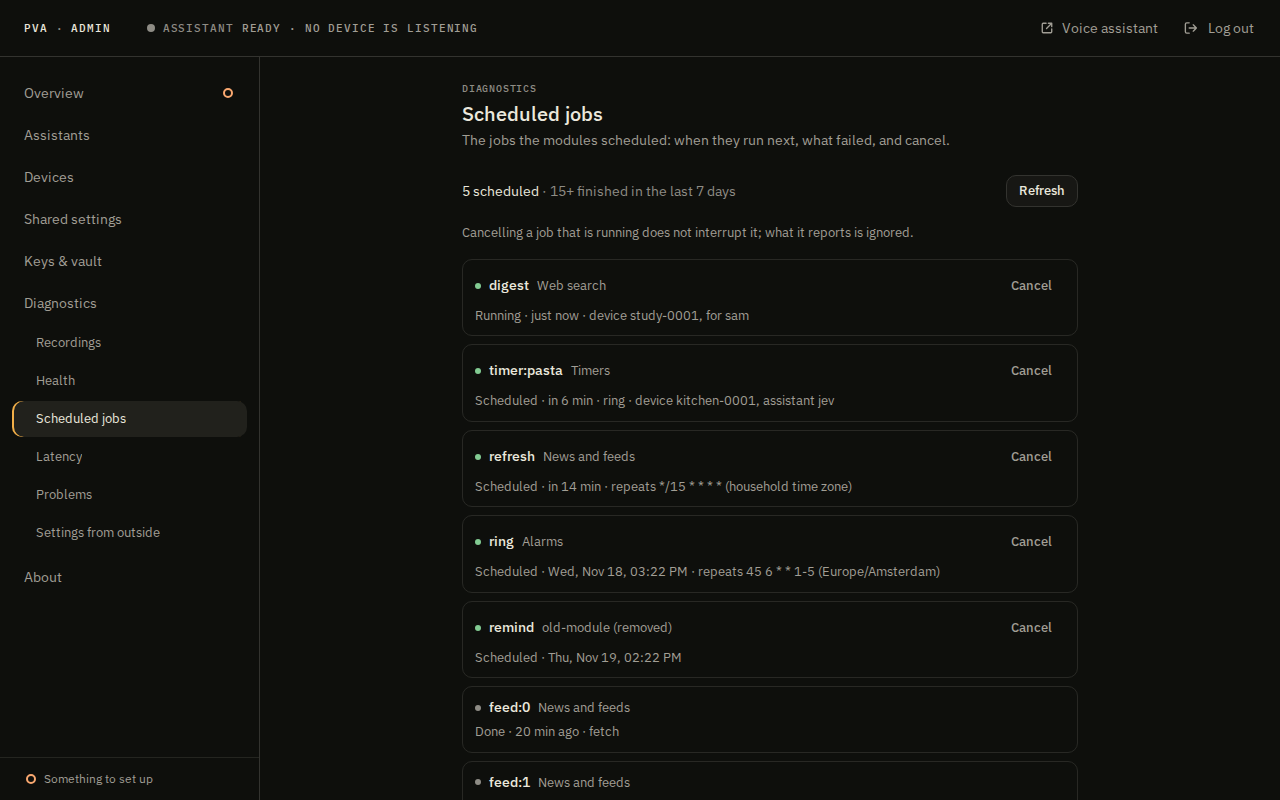 PVA · ADMIN
ASSISTANT READY · NO DEVICE IS LISTENING
Voice assistant
Log out
Overview
Assistants
Devices
Shared settings
Keys & vault
Diagnostics
Recordings
Health
Scheduled jobs
Latency
Problems
Settings from outside
About
Something to set up
DIAGNOSTICS
Scheduled jobs
The jobs the modules scheduled: when they run next, what failed, and cancel.
5 scheduled · 15+ finished in the last 7 days
Refresh
Cancelling a job that is running does not interrupt it; what it reports is ignored.
digest Web search Cancel
Running · just now · device study-0001, for sam
timer:pasta Timers Cancel
Scheduled · in 6 min · ring · device kitchen-0001, assistant jev
refresh News and feeds Cancel
Scheduled · in 14 min · repeats */15 * * * * (household time zone)
ring Alarms Cancel
Scheduled · Wed, Nov 18, 03:22 PM · repeats 45 6 * * 1-5 (Europe/Amsterdam)
remind old-module (removed) Cancel
Scheduled · Thu, Nov 19, 02:22 PM
feed:0 News and feeds
Done · 20 min ago · fetch
feed:1 News and feeds